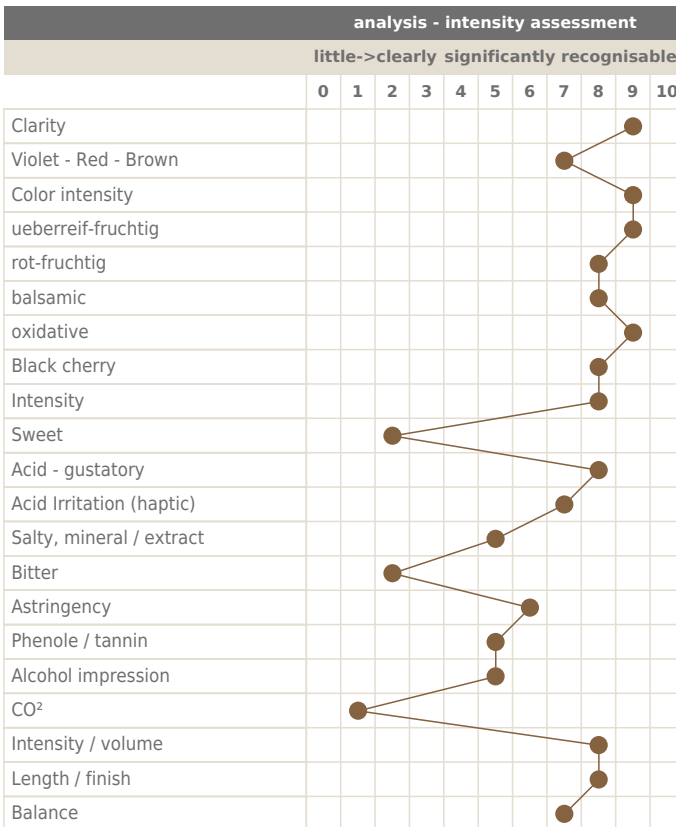 analysis - intensity assessment
little->clearly significantly recognisable
0 1 2 3 4 5 6 7 8 9 10
Clarity
Violet - Red - Brown
Color intensity
ueberreif-fruchtig
rot-fruchtig
balsamic
oxidative
Black cherry
Intensity
Sweet
Acid - gustatory
Acid Irritation (haptic)
Salty, mineral / extract
Bitter
Astringency
Phenole / tannin
Alcohol impression
CO²
Intensity / volume
Length / finish
Balance